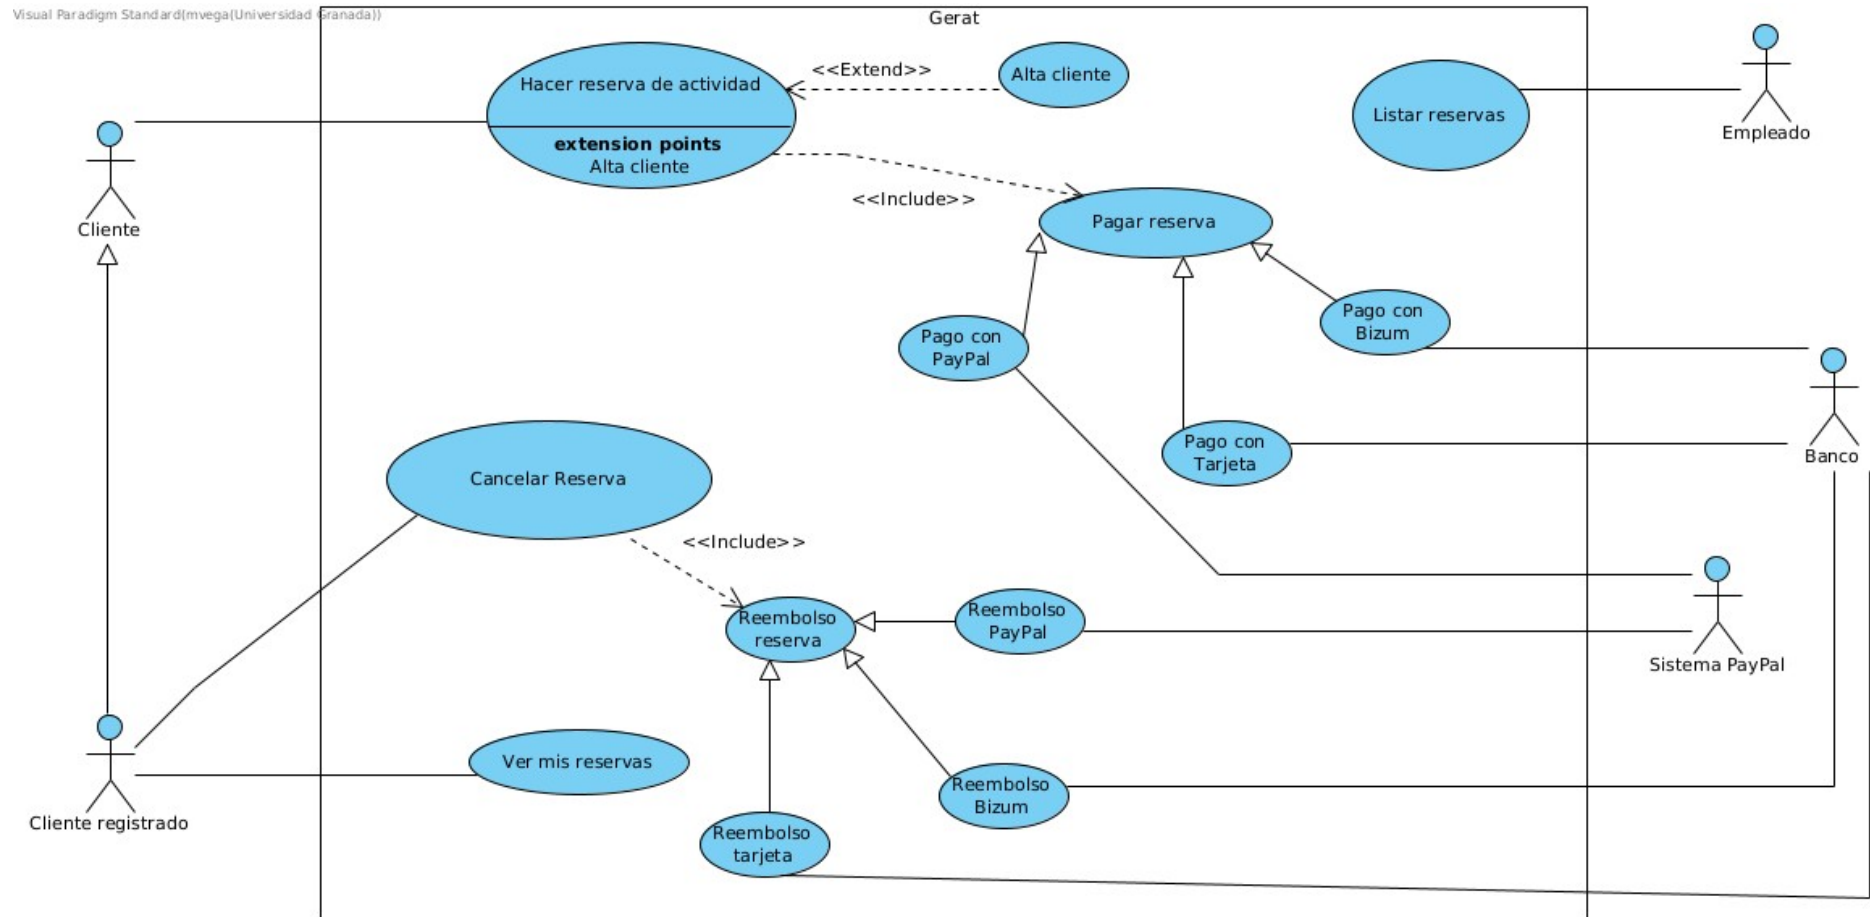 Visual Paradigm Standard(mvega(Universidad Granada))
Gerat
Hacer reserva de actividad
extension points
Alta cliente
<<Extend>>
Alta cliente
Listar reservas
Empleado
Cliente
<<Include>>
Pagar reserva
Pago con
PayPal
Pago con
Bizum
Pago con
Tarjeta
Banco
Cancelar Reserva
<<Include>>
Reembolso
reserva
Reembolso
PayPal
Sistema PayPal
Ver mis reservas
Reembolso
Bizum
Cliente registrado
Reembolso
tarjeta